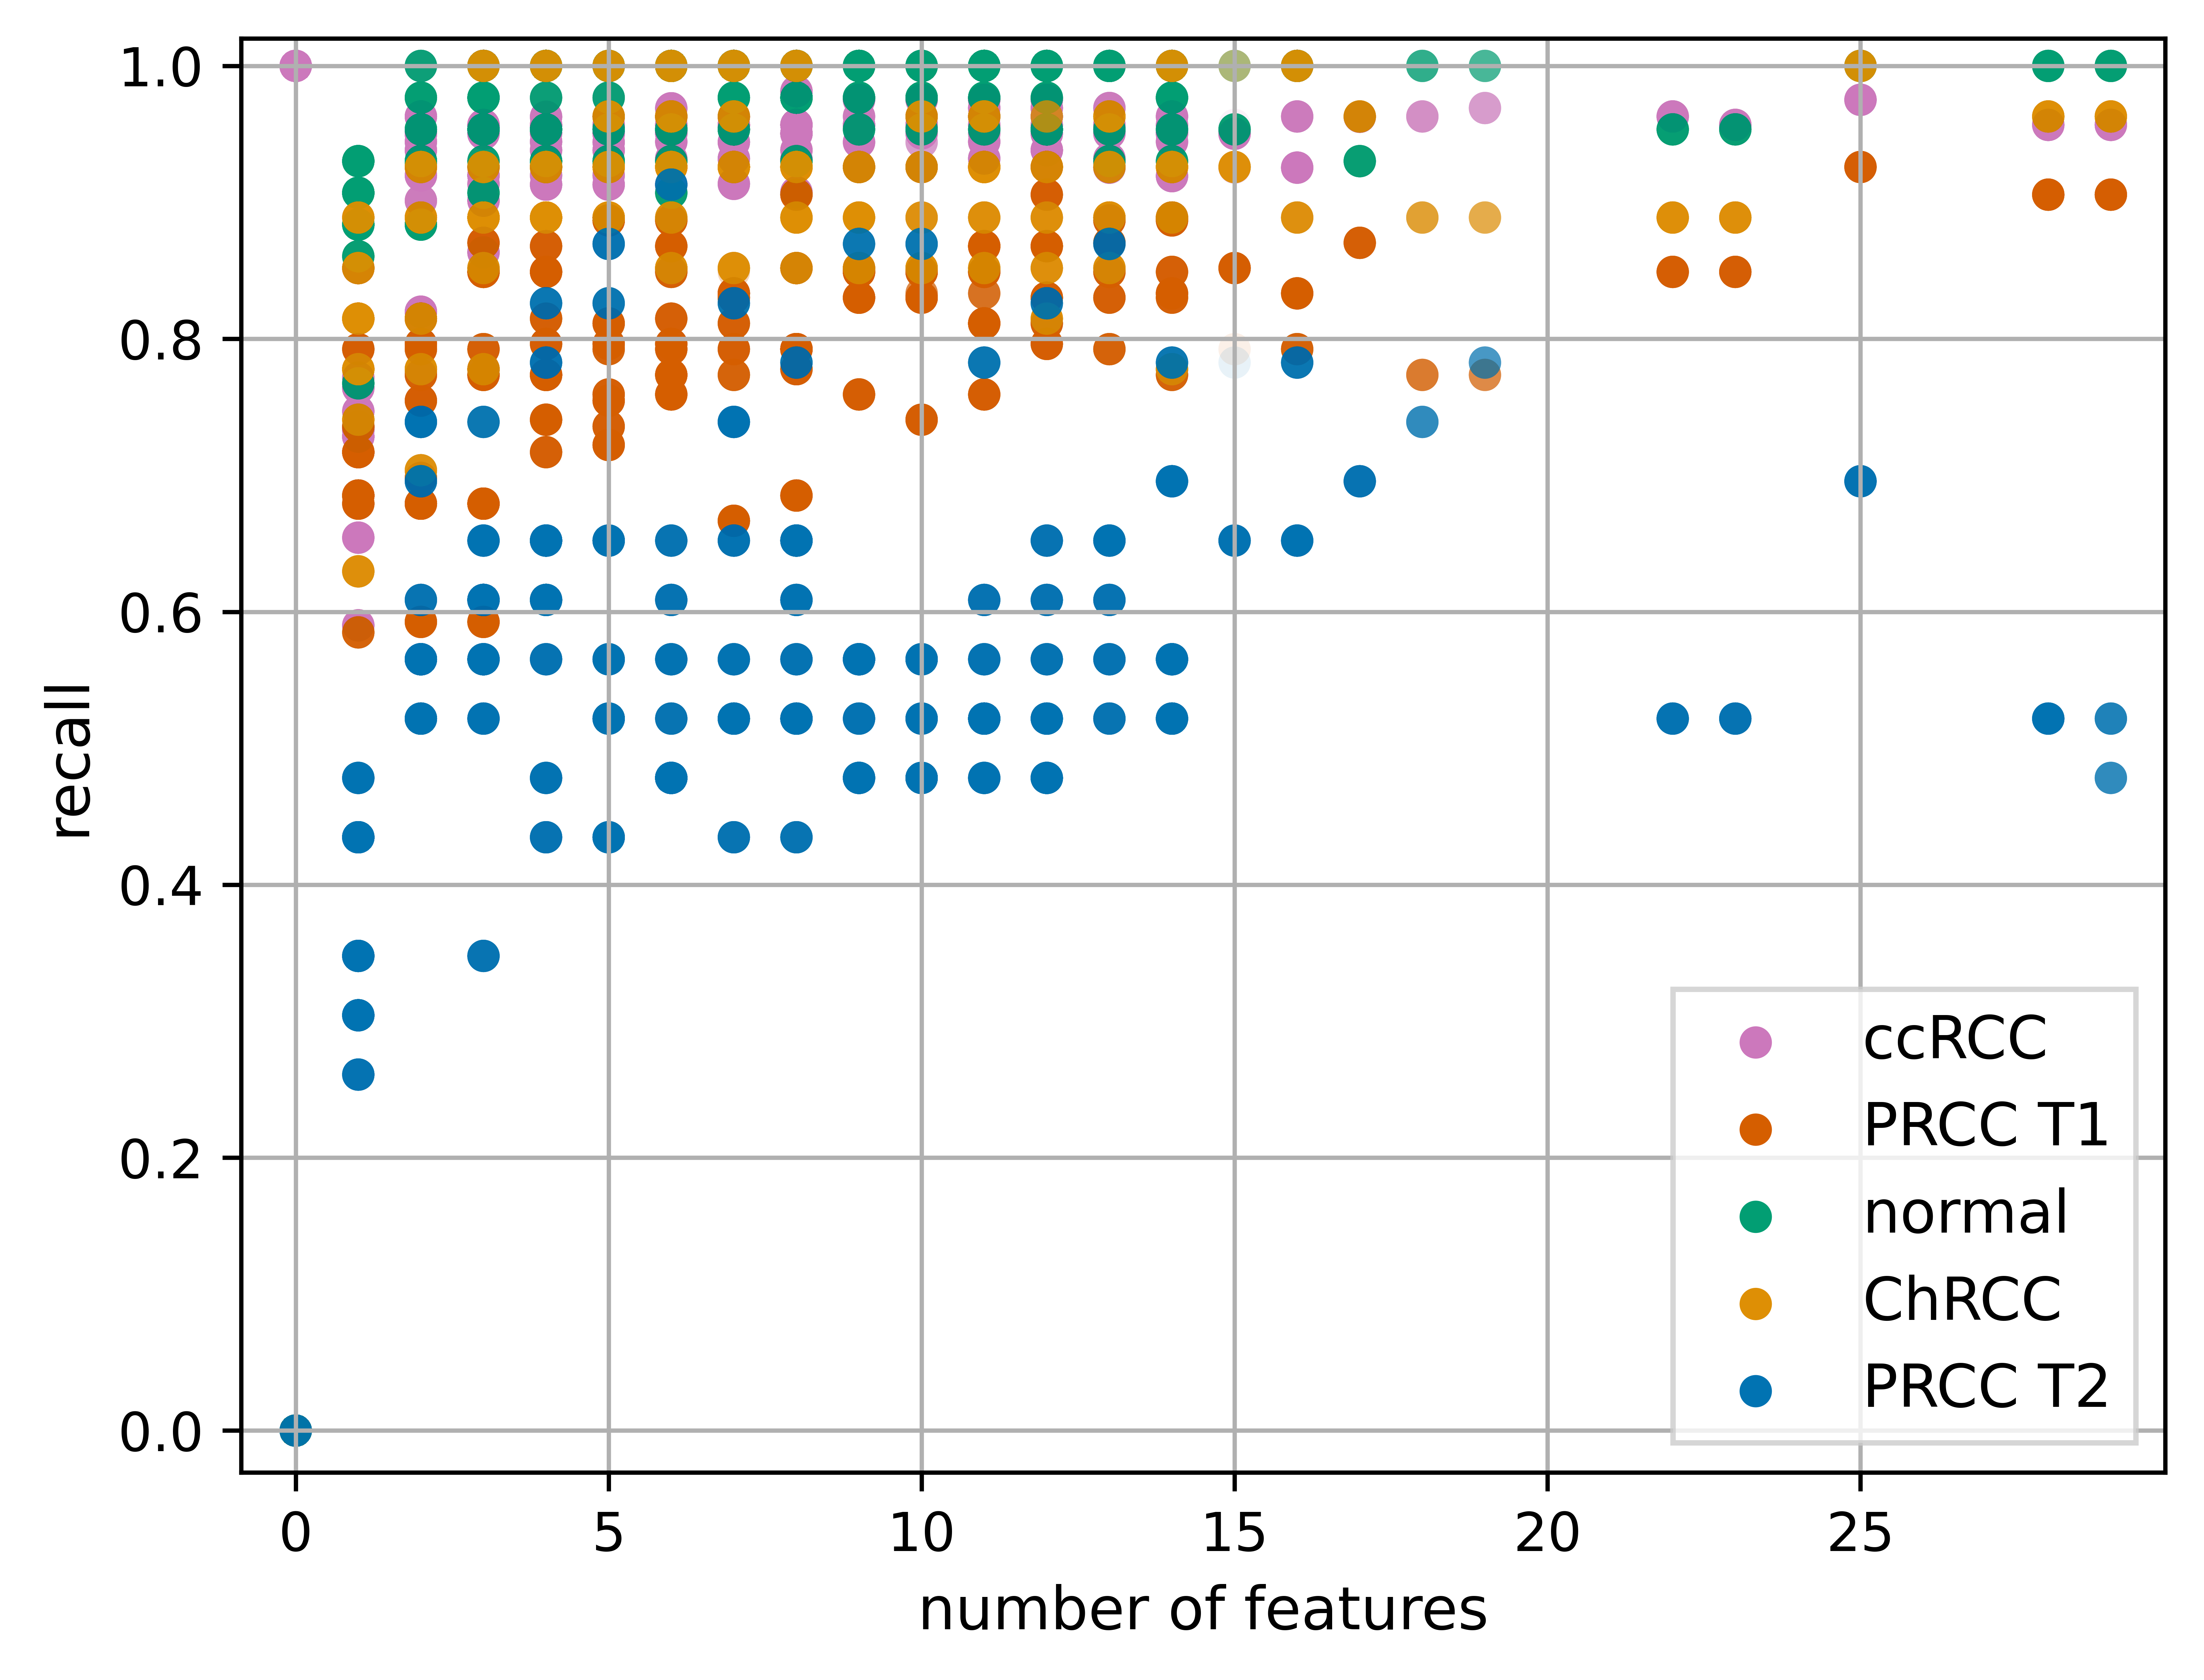 1.0
0.8
0.6
0.4
0.2
0.0
recall
0 5 10 15 20 25
number of features
ccRCC
PRCC T1
normal
ChRCC
PRCC T2